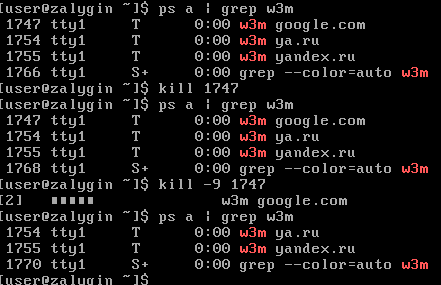 [user@zalygin ~]$ ps a | grep w3m
1747 tty1 T 0:00 w3m google.com
1754 tty1 T 0:00 w3m ya.ru
1755 tty1 T 0:00 w3m yandex.ru
1766 tty1 S+ 0:00 grep --color=auto w3m
[user@zalygin ~]$ kill 1747
[user@zalygin ~]$ ps a | grep w3m
1747 tty1 T 0:00 w3m google.com
1754 tty1 T 0:00 w3m ya.ru
1755 tty1 T 0:00 w3m yandex.ru
1768 tty1 S+ 0:00 grep --color=auto w3m
[user@zalygin ~]$ kill -9 1747
[2] ■■■■■ w3m google.com
[user@zalygin ~]$ ps a | grep w3m
1754 tty1 T 0:00 w3m ya.ru
1755 tty1 T 0:00 w3m yandex.ru
1770 tty1 S+ 0:00 grep --color=auto w3m
[user@zalygin ~]$